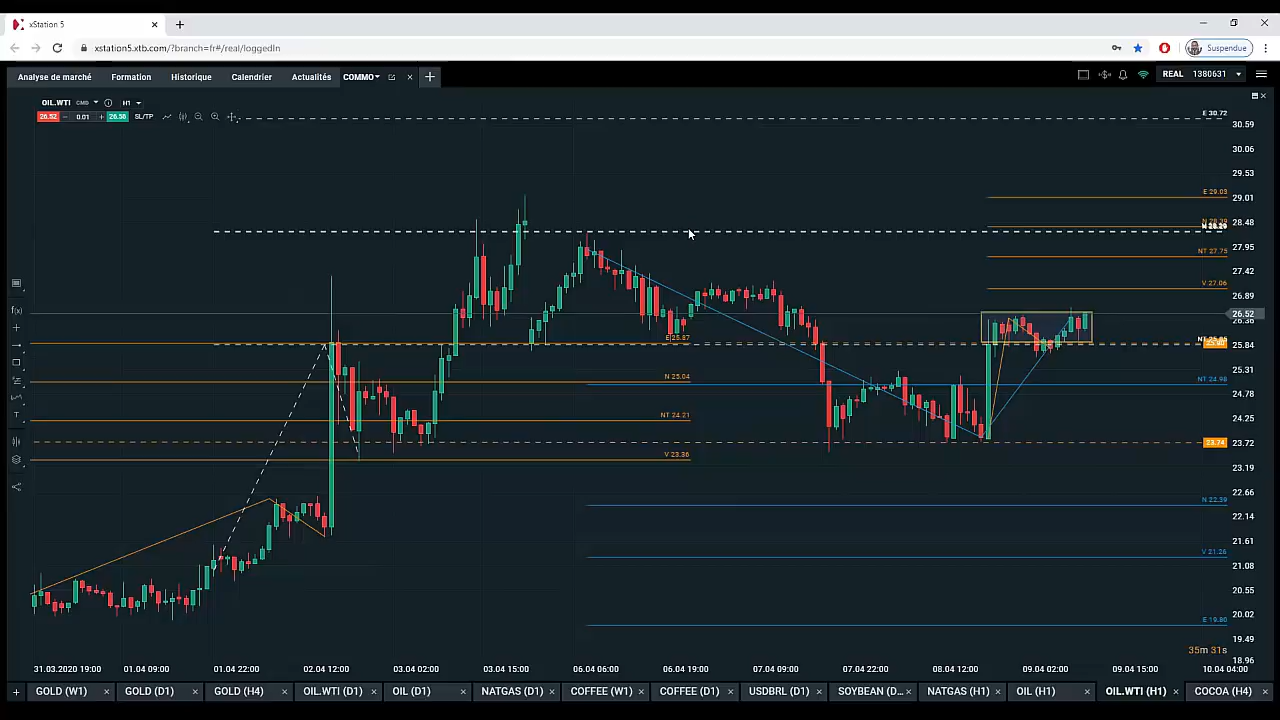 xStation 5
xstation5.xtb.com/?branch=fr#/real/loggedIn
Suspendue
Analyse de marché
Formation
Historique
Calendrier
Actualités
COMMO
REAL 1380631
OIL.WTI CMD H1
26.52 0.01 26.58 SL/TP
E 30.72
30.59
30.06
29.53
E 29.03
29.01
28.48
NT 27.75
27.95
27.42
V 27.06
26.89
26.52
26.36
E 25.87
25.84
N 25.04
NT 24.98
25.31
24.78
NT 24.21
24.25
23.74
23.72
V 23.36
23.19
22.66
N 22.39
22.14
21.61
V 21.26
21.08
20.55
20.02
E 19.80
19.49
35m 31s
18.96
31.03.2020 19:00
01.04 09:00
01.04 22:00
02.04 12:00
03.04 02:00
03.04 15:00
06.04 06:00
06.04 19:00
07.04 09:00
07.04 22:00
08.04 12:00
09.04 02:00
09.04 15:00
10.04 04:00
GOLD (W1)
GOLD (D1)
GOLD (H4)
OIL.WTI (D1)
OIL (D1)
NATGAS (D1)
COFFEE (W1)
COFFEE (D1)
USDBRL (D1)
SOYBEAN (D...
NATGAS (H1)
OIL (H1)
OIL.WTI (H1)
COCOA (H4)